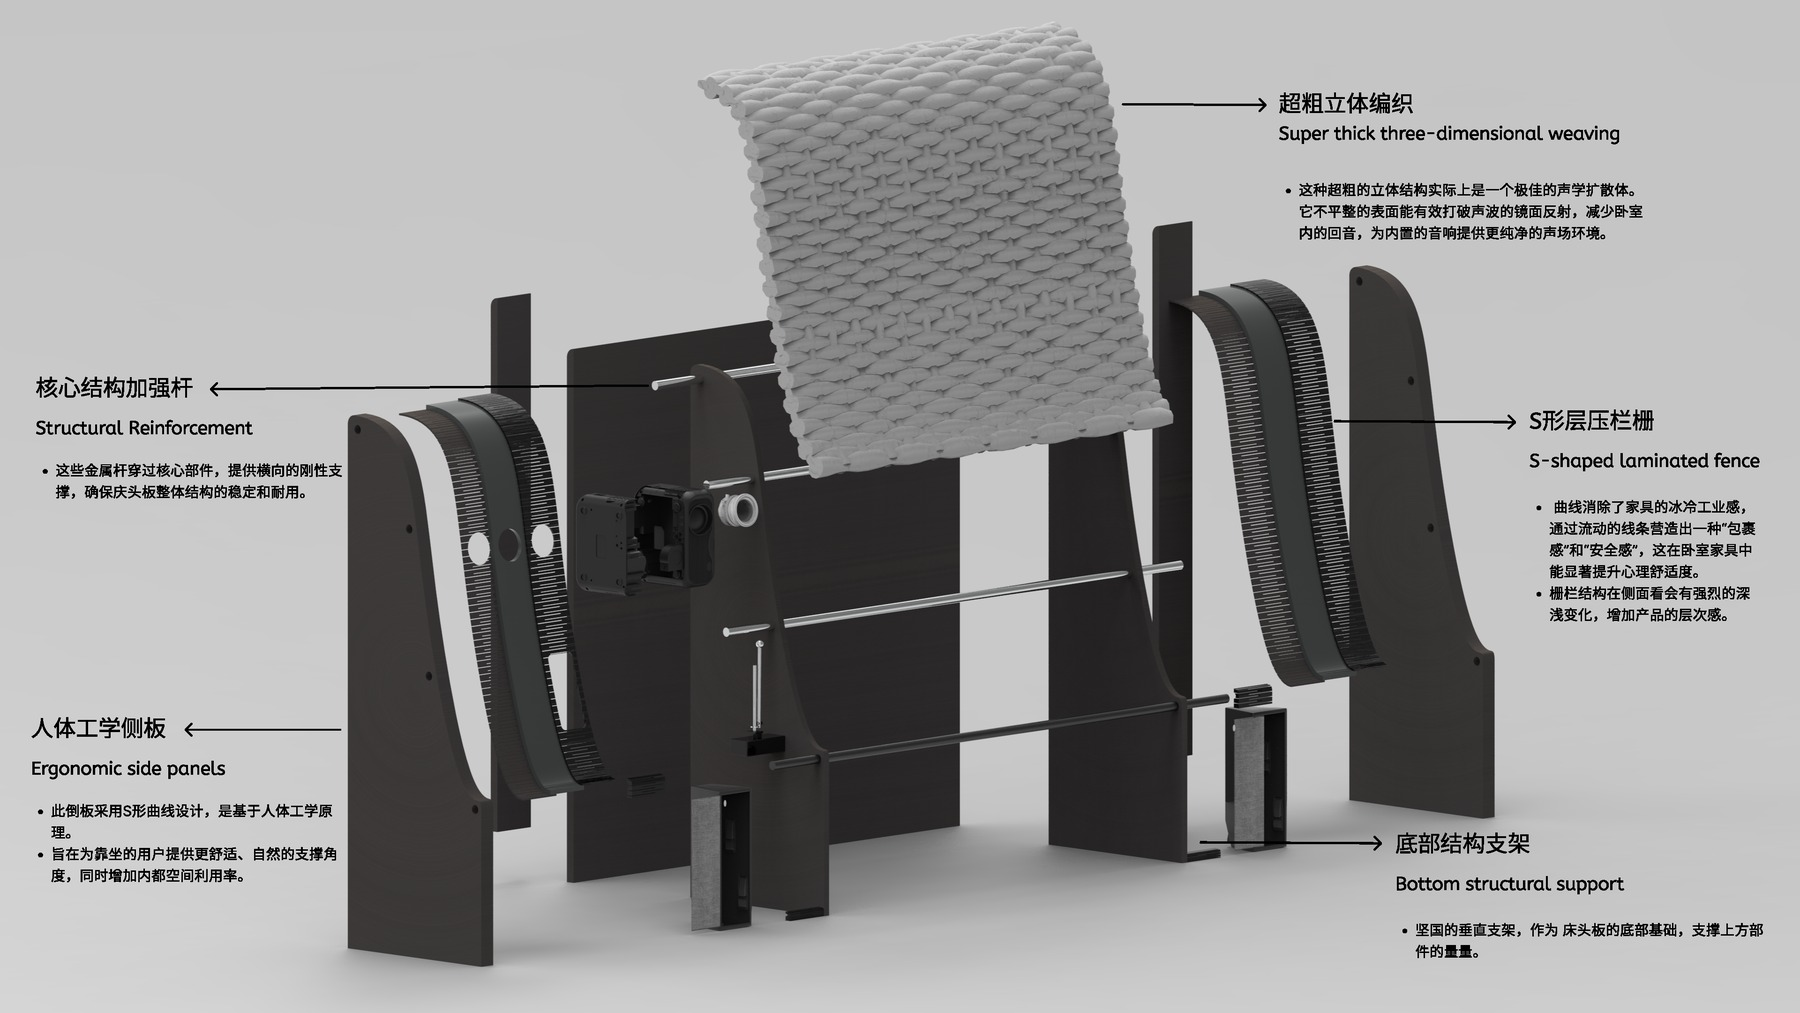 超粗立体编织
Super thick three-dimensional weaving
• 这种超粗的立体结构实际上是一个极佳的声学扩散体。
它不平整的表面能有效打破声波的镜面反射，减少卧室
内的回音，为内置的音响提供更纯净的声场环境。
核心结构加强杆
Structural Reinforcement
• 这些金属杆穿过核心部件，提供横向的刚性支
撑，确保床头板整体结构的稳定和耐用。
S形层压栏栅
S-shaped laminated fence
• 曲线消除了家具的冰冷工业感，
通过流动的线条营造出一种"包裹
感"和"安全感"，这在卧室家具中
能显著提升心理舒适度。
• 栅栏结构在侧面看会有强烈的深
浅变化，增加产品的层次感。
人体工学侧板
Ergonomic side panels
• 此倒板采用S形曲线设计，是基于人体工学原
理。
• 旨在为靠坐的用户提供更舒适、自然的支撑角
度，同时增加内都空间利用率。
底部结构支架
Bottom structural support
• 坚国的垂直支架，作为 床头板的底部基础，支撑上方部
件的量量。